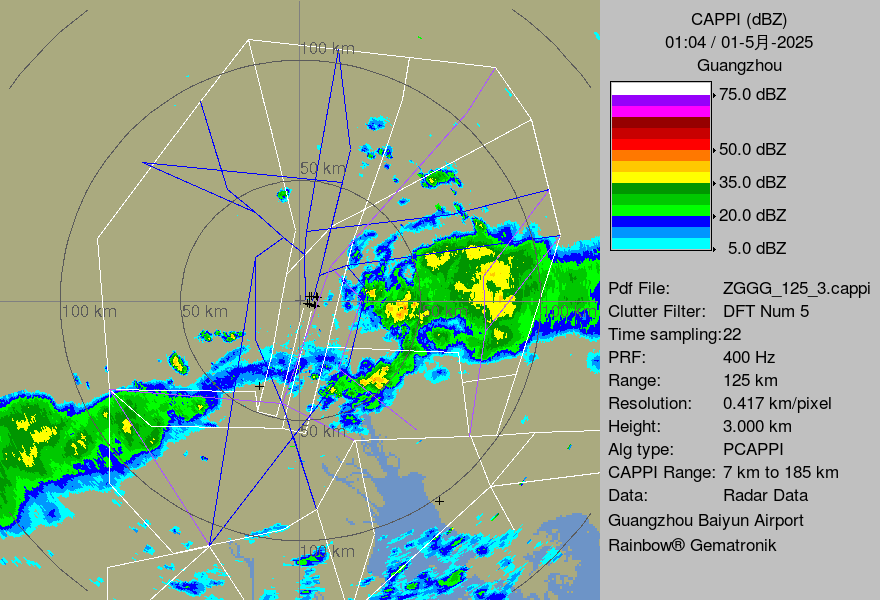 CAPPI (dBZ)
01:04 / 01-5月-2025
Guangzhou
75.0 dBZ
50.0 dBZ
35.0 dBZ
20.0 dBZ
5.0 dBZ
Pdf File: ZGGG_125_3.cappi
Clutter Filter: DFT Num 5
Time sampling:22
PRF: 400 Hz
Range: 125 km
Resolution: 0.417 km/pixel
Height: 3.000 km
Alg type: PCAPPI
CAPPI Range: 7 km to 185 km
Data: Radar Data
Guangzhou Baiyun Airport
Rainbow® Gematronik
100 km
50 km
100 km
50 km
50 km
100 km